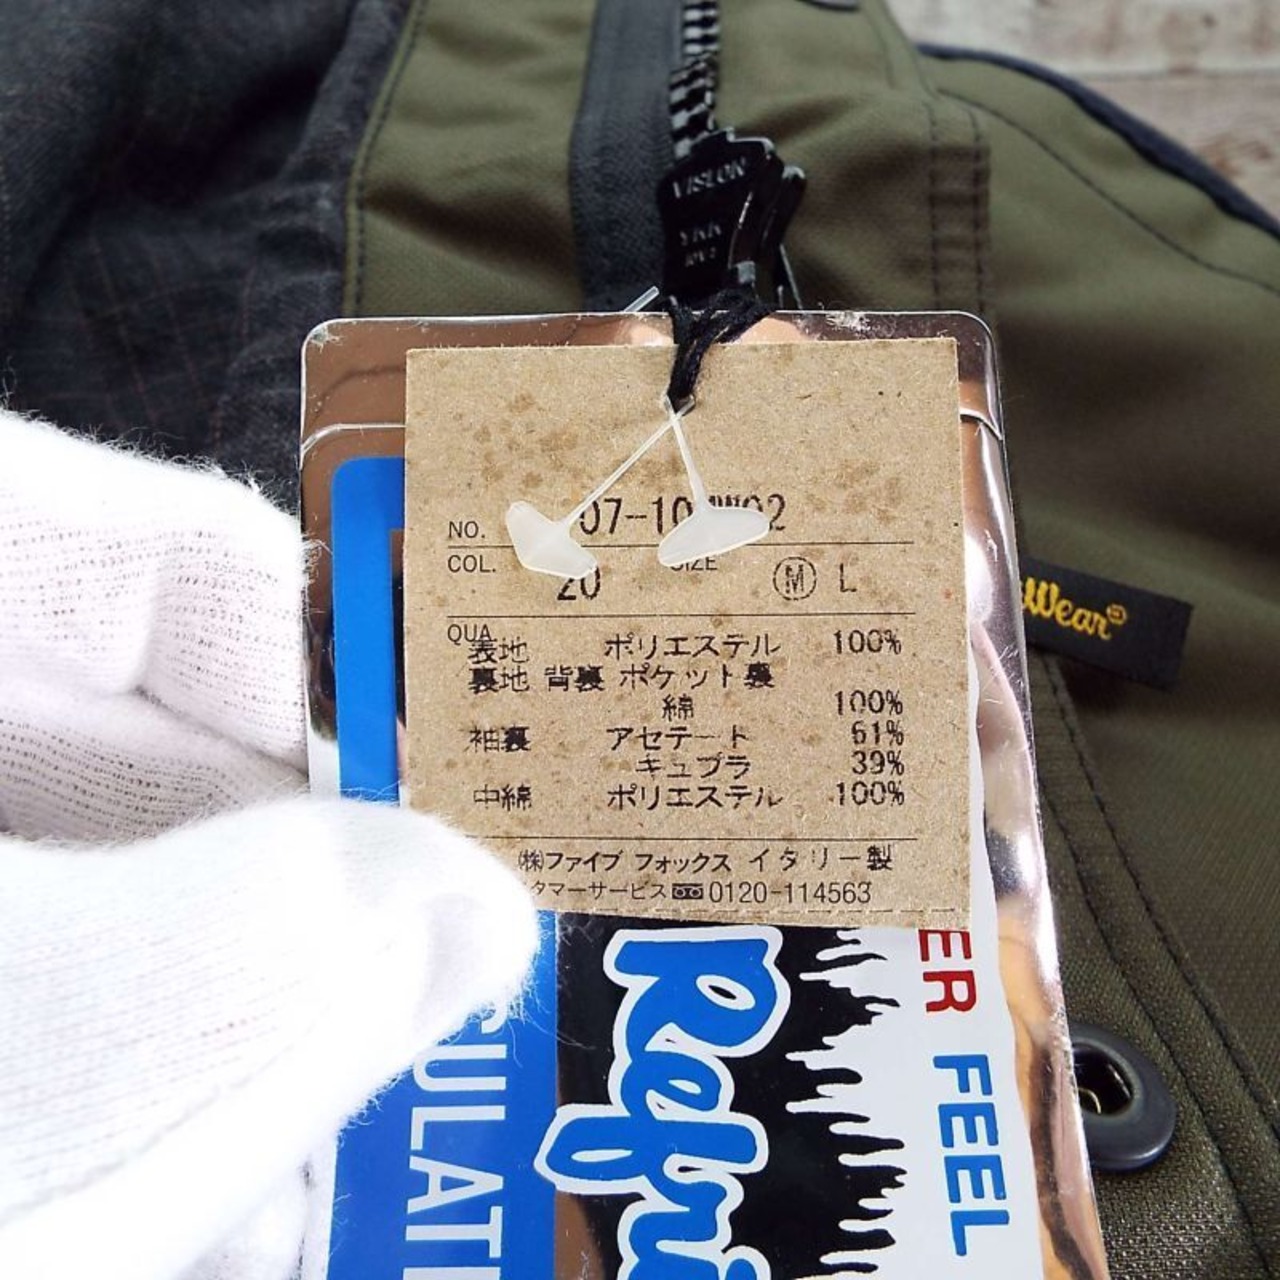 VISLON
YKK
NO. 07-10
COL. 20 SIZE Ⓜ L
QUA.
表地 ポリエステル 100%
裏地 背裏 ポケット裏
綿 100%
袖裏 アセテート 61%
キュプラ 39%
中綿 ポリエステル 100%
㈱ファイブ フォックス イタリー製
タマーサービス 0120-114563
Wear®
ER FEEL
Refri
SULAT